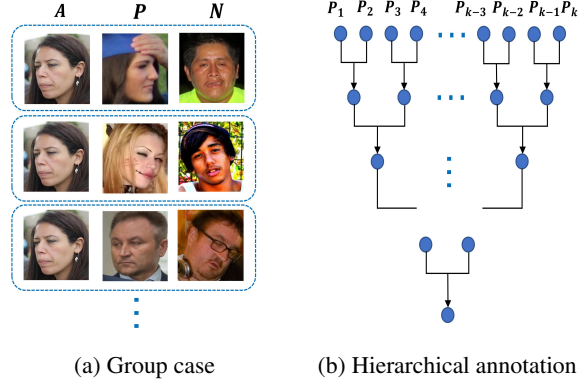 A P N
P1 P2 P3 P4 ... Pk-3 Pk-2 Pk-1 Pk
(a) Group case
(b) Hierarchical annotation